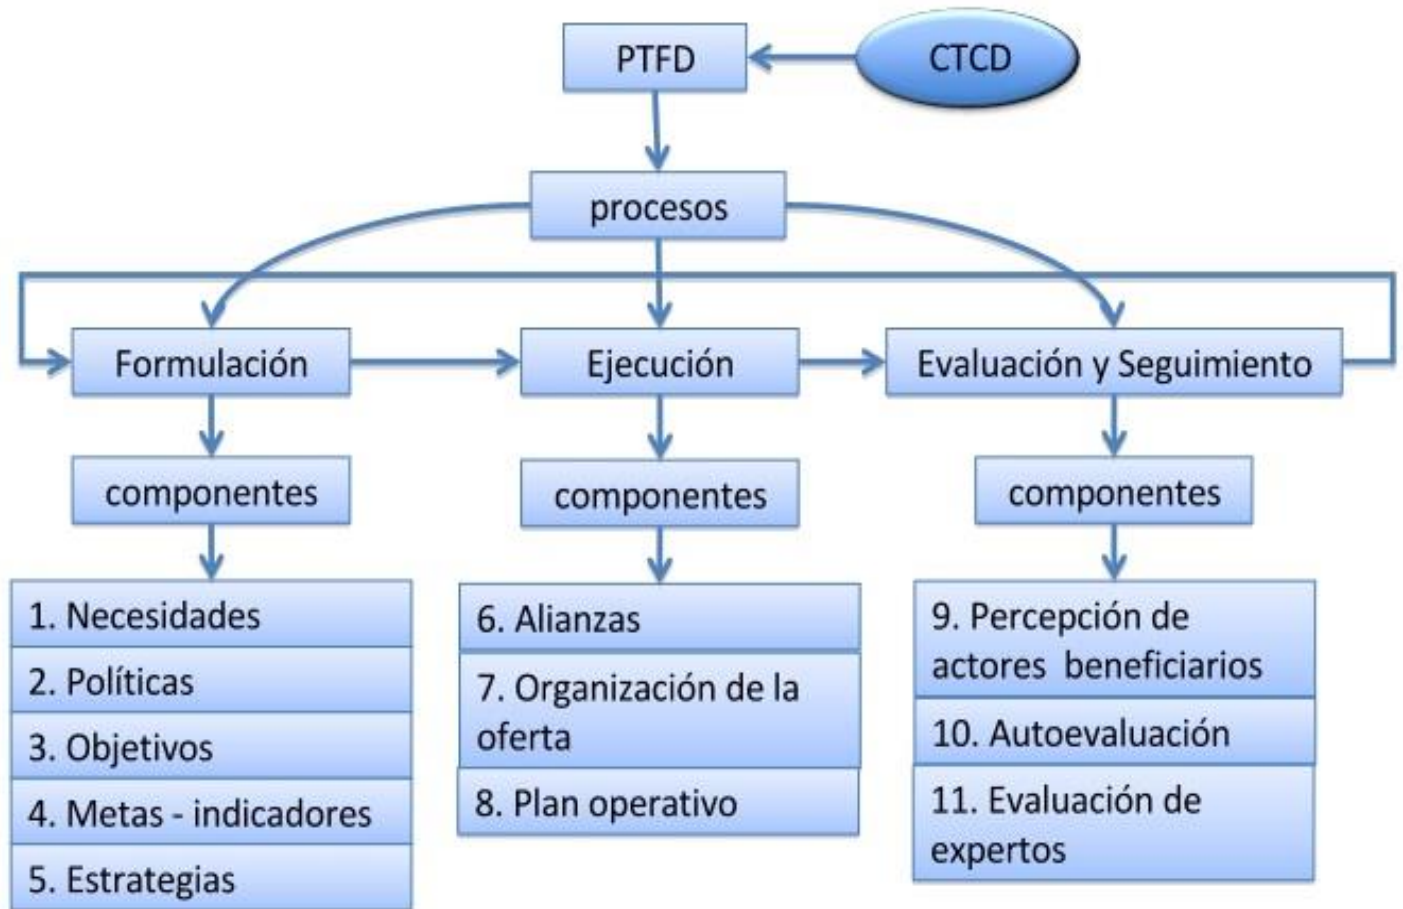 PTFD
CTCD
procesos
Formulación
Ejecución
Evaluación y Seguimiento
componentes
componentes
componentes
1. Necesidades
2. Políticas
3. Objetivos
4. Metas - indicadores
5. Estrategias
6. Alianzas
7. Organización de la
oferta
8. Plan operativo
9. Percepción de
actores beneficiarios
10. Autoevaluación
11. Evaluación de
expertos